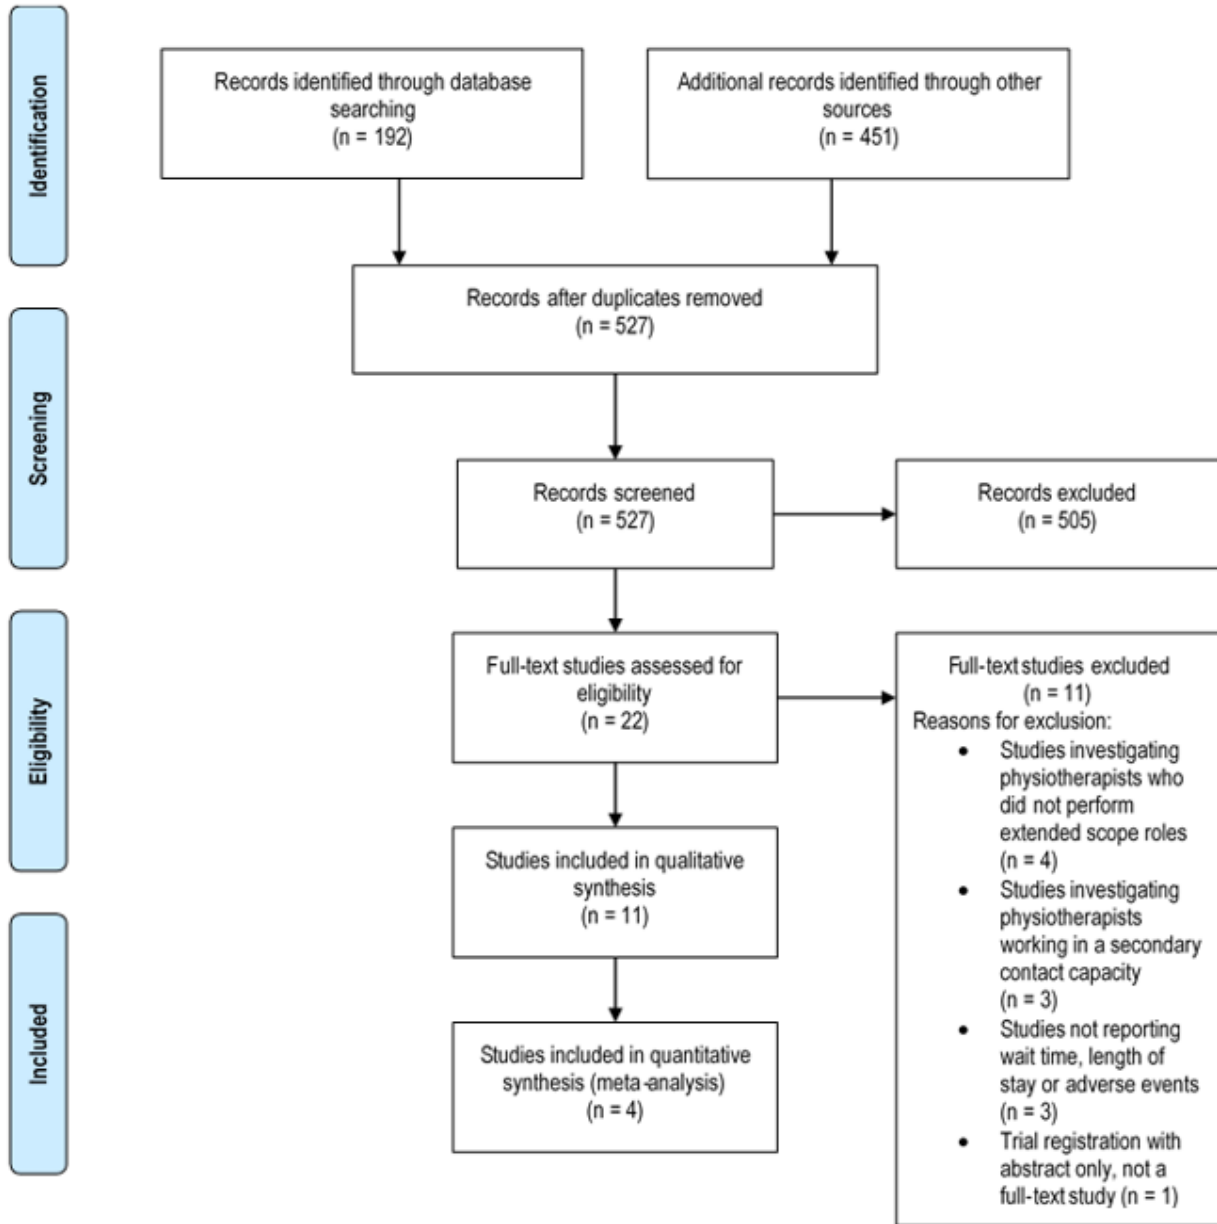 Identification
Records identified through database
searching
(n = 192)
Additional records identified through other
sources
(n = 451)
Records after duplicates removed
(n = 527)
Screening
Records screened
(n = 527)
Records excluded
(n = 505)
Eligibility
Full-text studies assessed for
eligibility
(n = 22)
Full-text studies excluded
(n = 11)
Reasons for exclusion:
• Studies investigating
physiotherapists who
did not perform
extended scope roles
(n = 4)
• Studies investigating
physiotherapists
working in a secondary
contact capacity
(n = 3)
• Studies not reporting
wait time, length of
stay or adverse events
(n = 3)
• Trial registration with
abstract only, not a
full-text study (n = 1)
Studies included in qualitative
synthesis
(n = 11)
Included
Studies included in quantitative
synthesis (meta-analysis)
(n = 4)